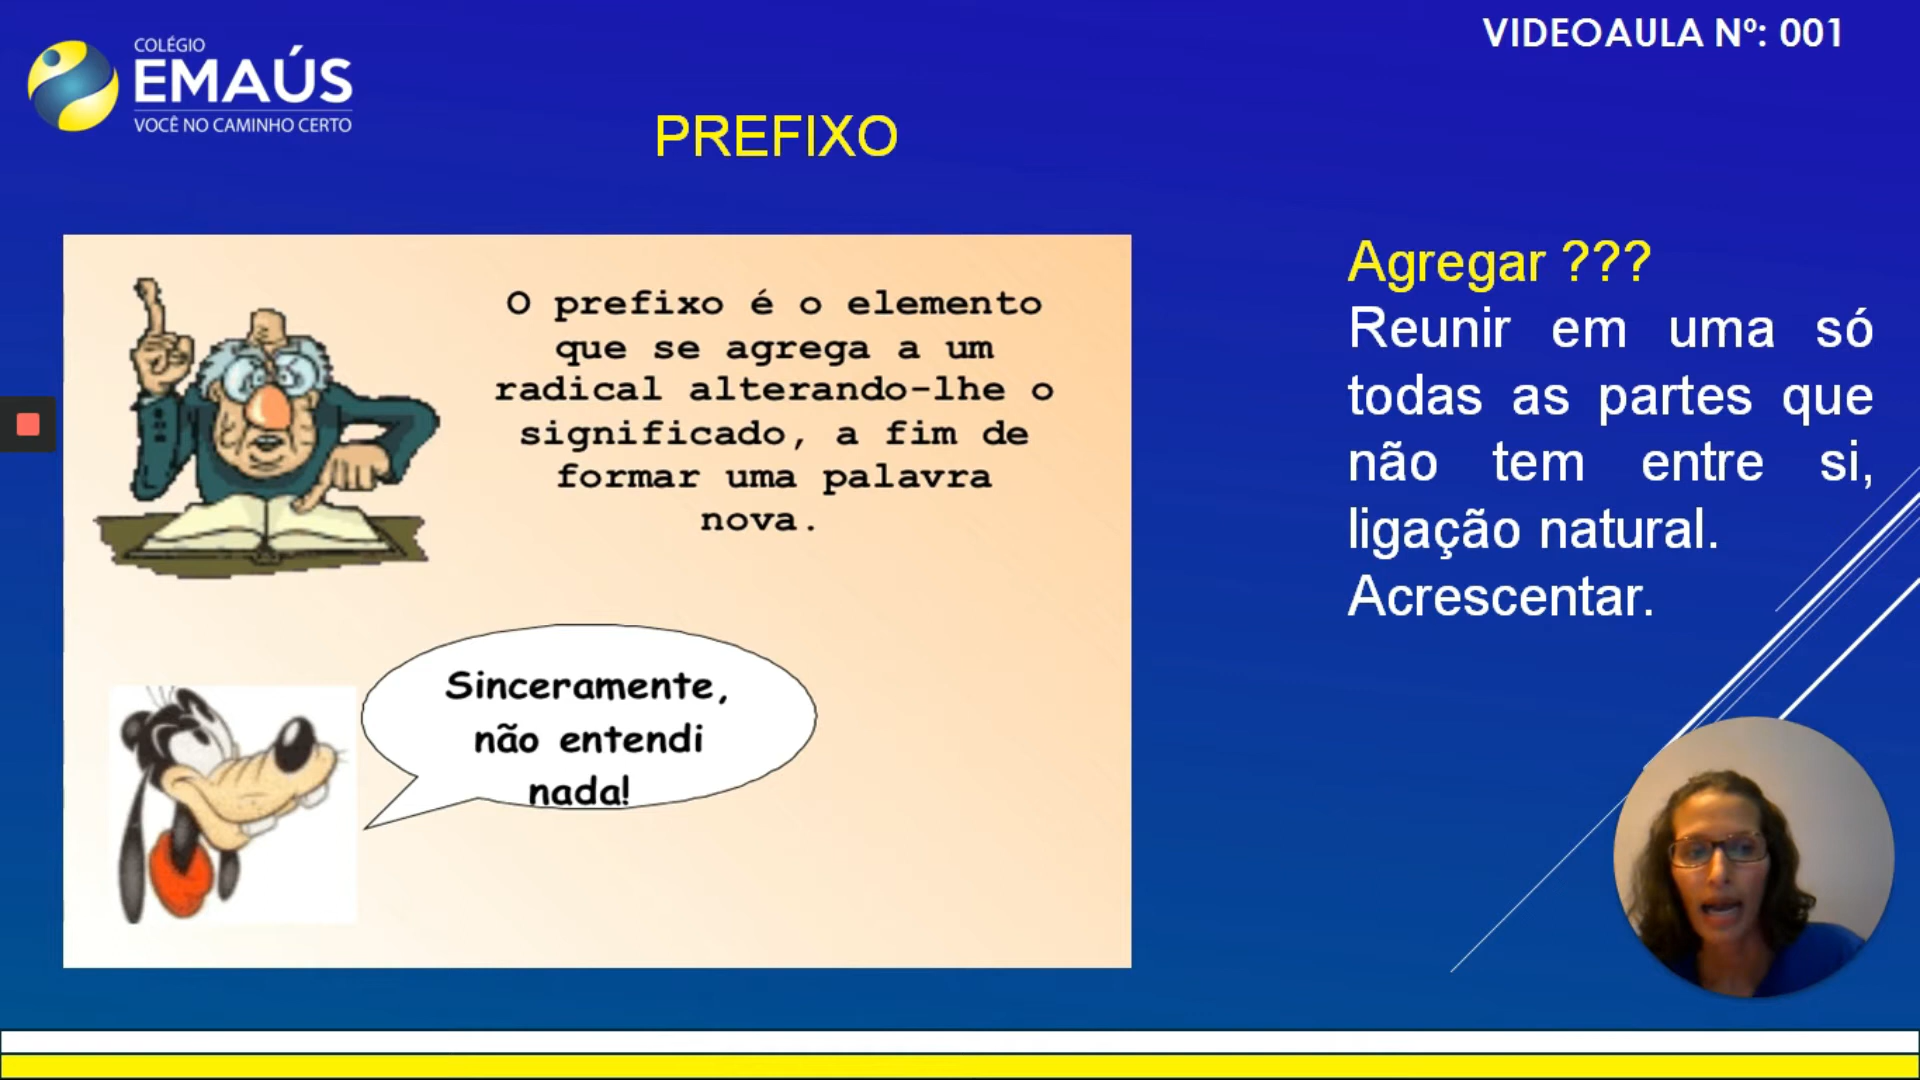 COLÉGIO
EMAÚS
VOCÊ NO CAMINHO CERTO
VIDEOAULA Nº: 001
PREFIXO
O prefixo é o elemento
que se agrega a um
radical alterando-lhe o
significado, a fim de
formar uma palavra
nova.
Sinceramente,
não entendi
nada!
Agregar ???
Reunir em uma só
todas as partes que
não tem entre si,
ligação natural.
Acrescentar.